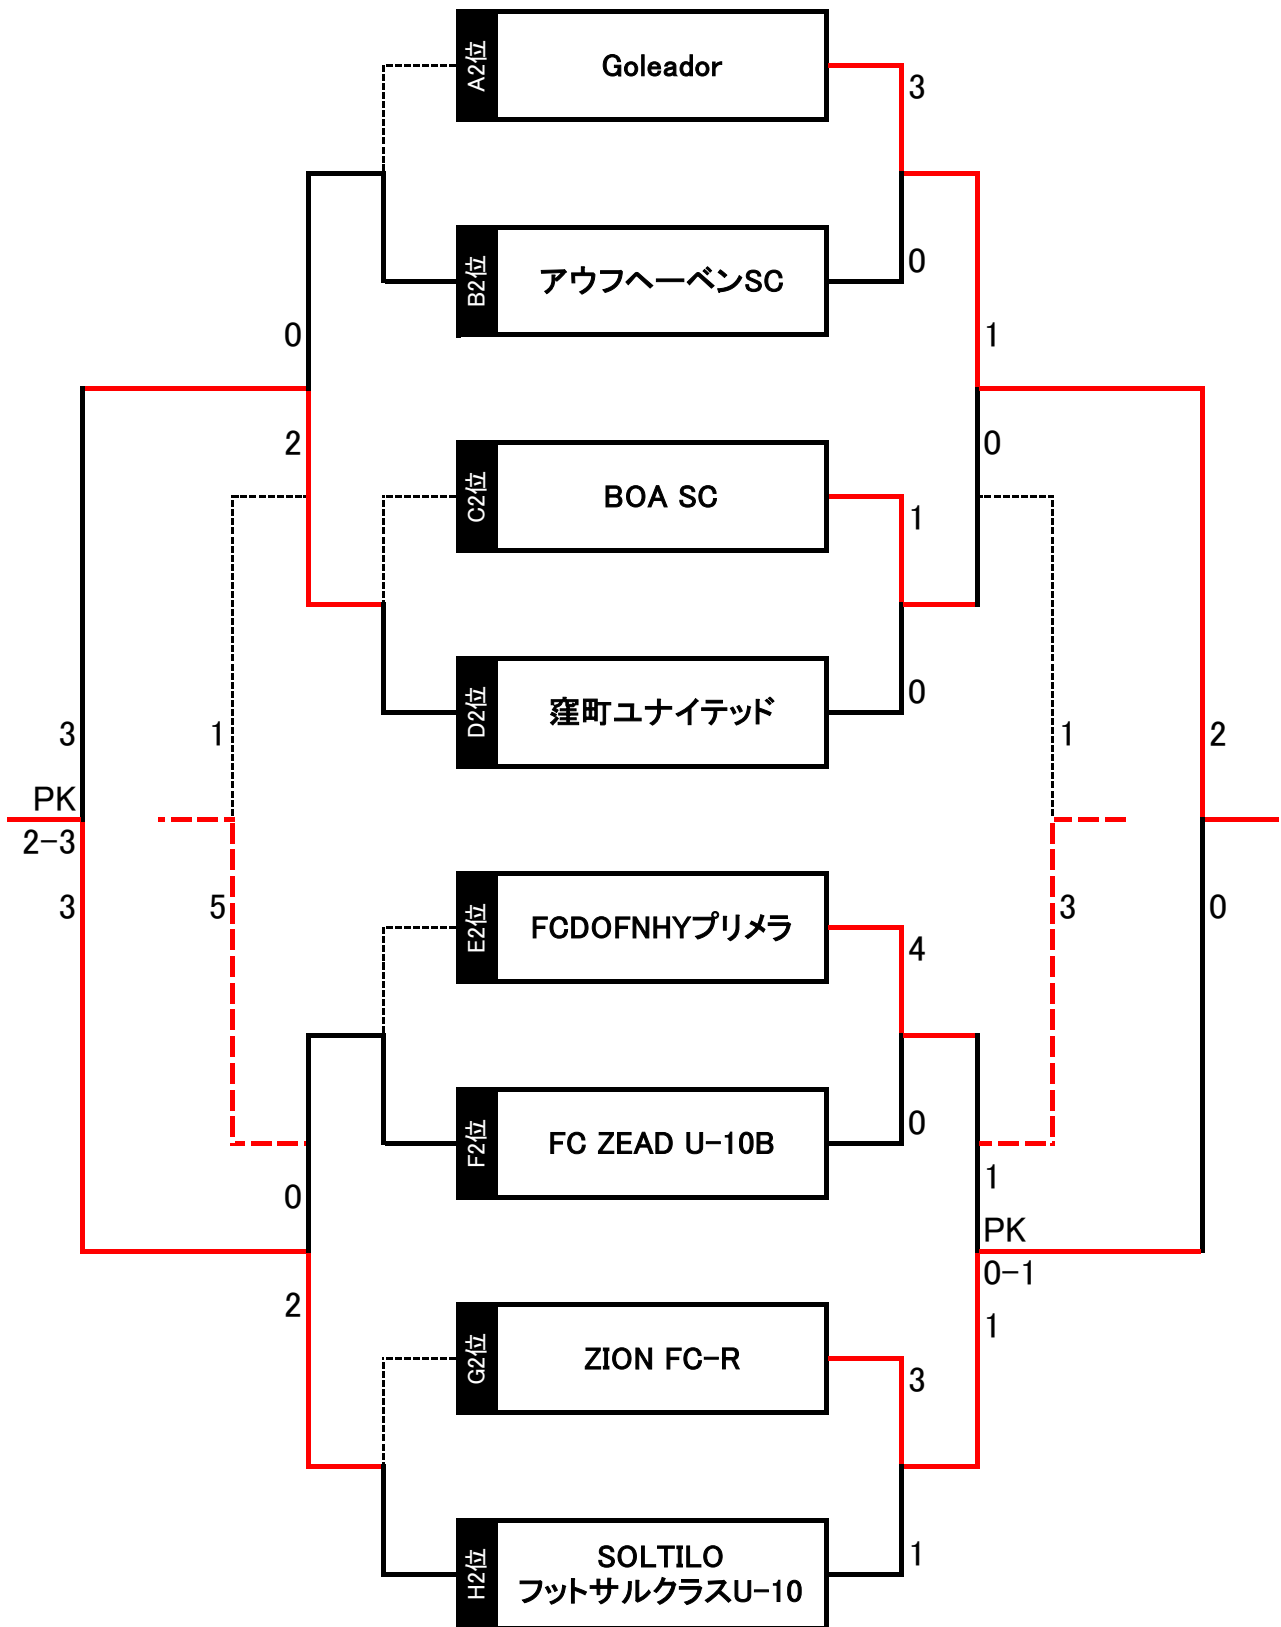 A2位
Goleador
3
B2位
アウフヘーベンSC
0
0
1
2
0
C2位
BOA SC
1
D2位
窪町ユナイテッド
0
3
1
1
2
PK
2-3
3
5
3
0
E2位
FCDOFNHYプリメラ
4
F2位
FC ZEAD U-10B
0
0
1
PK
0-1
2
1
G2位
ZION FC-R
3
H2位
SOLTILO
フットサルクラスU-10
1